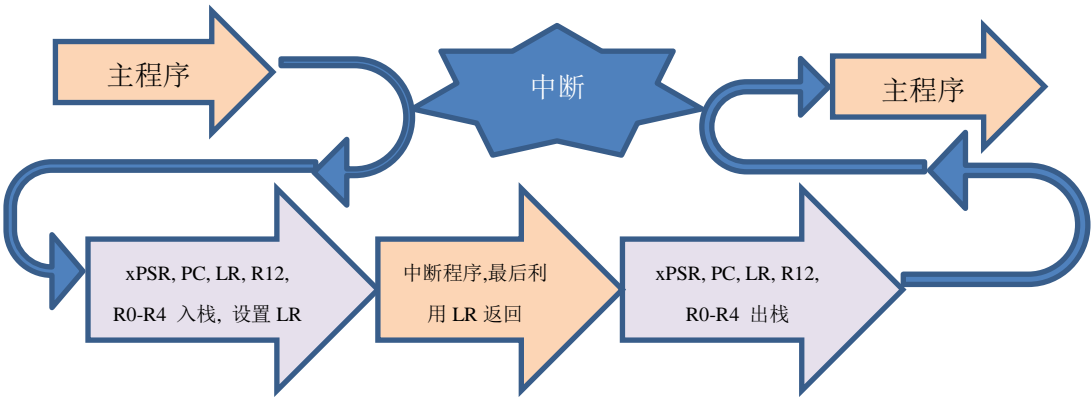 主程序
中断
主程序
xPSR, PC, LR, R12,
R0-R4 入栈, 设置 LR
中断程序,最后利
用 LR 返回
xPSR, PC, LR, R12,
R0-R4 出栈